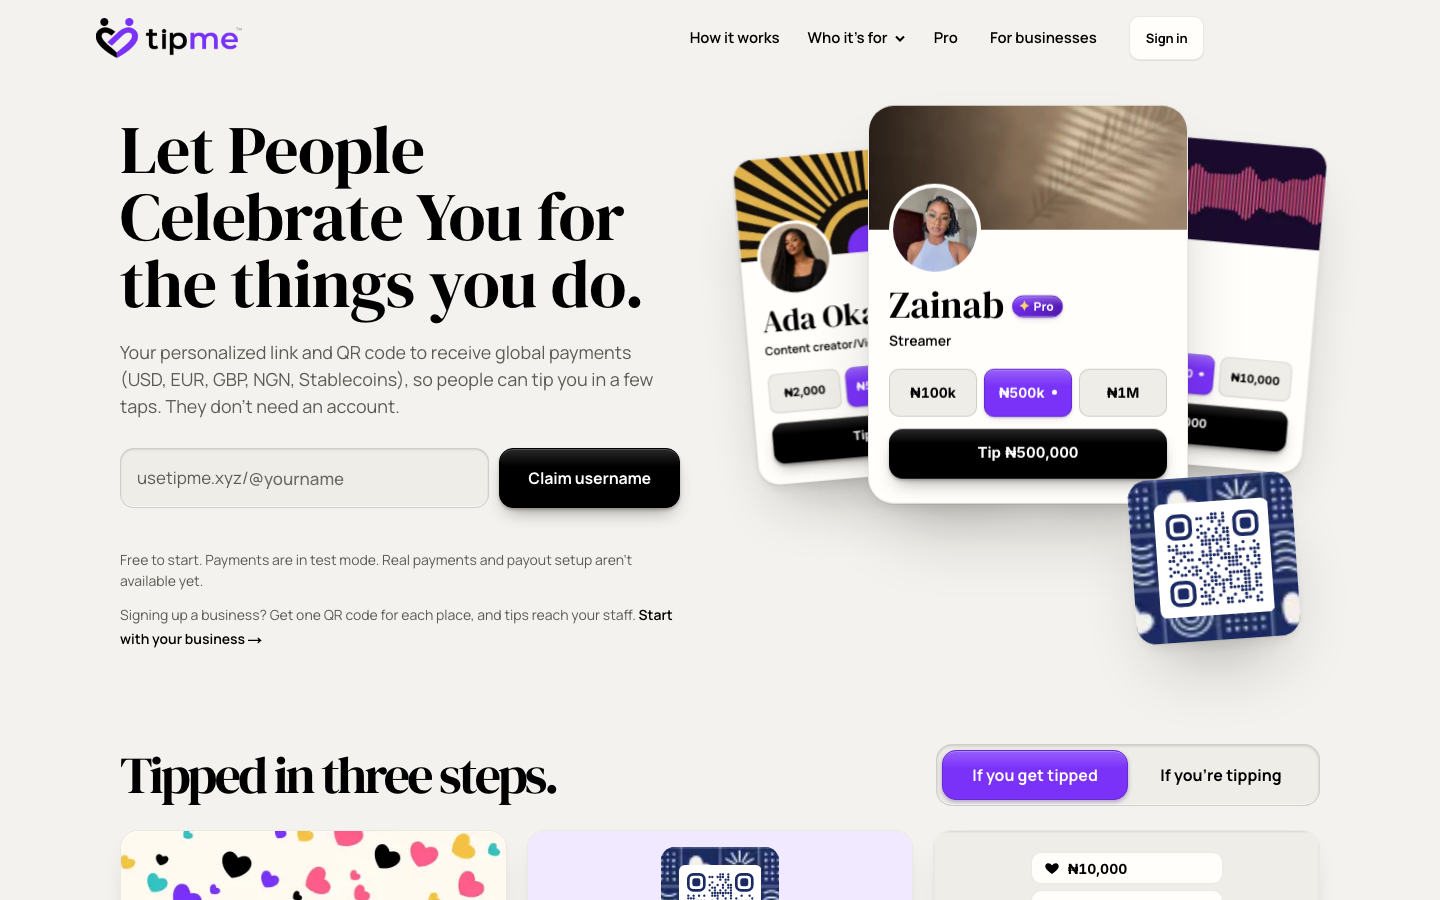 tipme
How it works
Who it's for
Pro
For businesses
Sign in
Let People
Celebrate You for
the things you do.
Your personalized link and QR code to receive global payments
(USD, EUR, GBP, NGN, Stablecoins), so people can tip you in a few
taps. They don't need an account.
usetipme.xyz/@yourname
Claim username
Free to start. Payments are in test mode. Real payments and payout setup aren't
available yet.
Signing up a business? Get one QR code for each place, and tips reach your staff. Start
with your business →
Ada
Content
₦2,000
Zainab
Pro
Streamer
₦100k
₦500k
₦1M
Tip ₦500,000
₦10,000
Tipped in three steps.
If you get tipped
If you're tipping
₦10,000